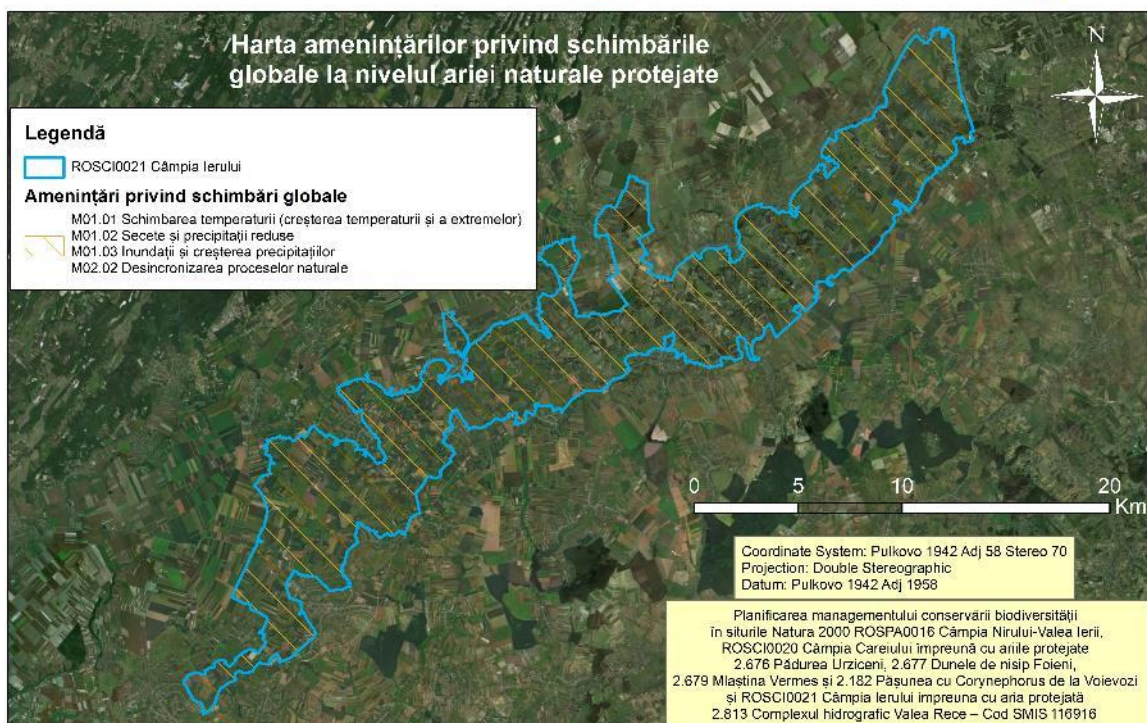 Harta amenințărilor privind schimbările
globale la nivelul ariei naturale protejate
N
Legendă
ROSCI0021 Câmpia Ierului
Amenințări privind schimbări globale
M01.01 Schimbarea temperaturii (creșterea temperaturii și a extremelor)
M01.02 Secete și precipitații reduse
M01.03 Inundații și creșterea precipitațiilor
M02.02 Desincronizarea proceselor naturale
0 5 10 20
Km
Coordinate System: Pulkovo 1942 Adj 58 Stereo 70
Projection: Double Stereographic
Datum: Pulkovo 1942 Adj 1958
Planificarea managementului conservării biodiversității
în siturile Natura 2000 ROSPA0016 Câmpia Nirului-Valea Ierii,
ROSCI0020 Câmpia Careiului împreună cu ariile protejate
2.676 Pădurea Urziceni, 2.677 Dunele de nisip Foieni,
2.679 Mlaștina Vermes și 2.182 Pășunea cu Corynephorus de la Voievozi
și ROSCI0021 Câmpia Ierului impreuna cu aria protejată
2.813 Complexul hidrografic Valea Rece – Cod SMIS 116916